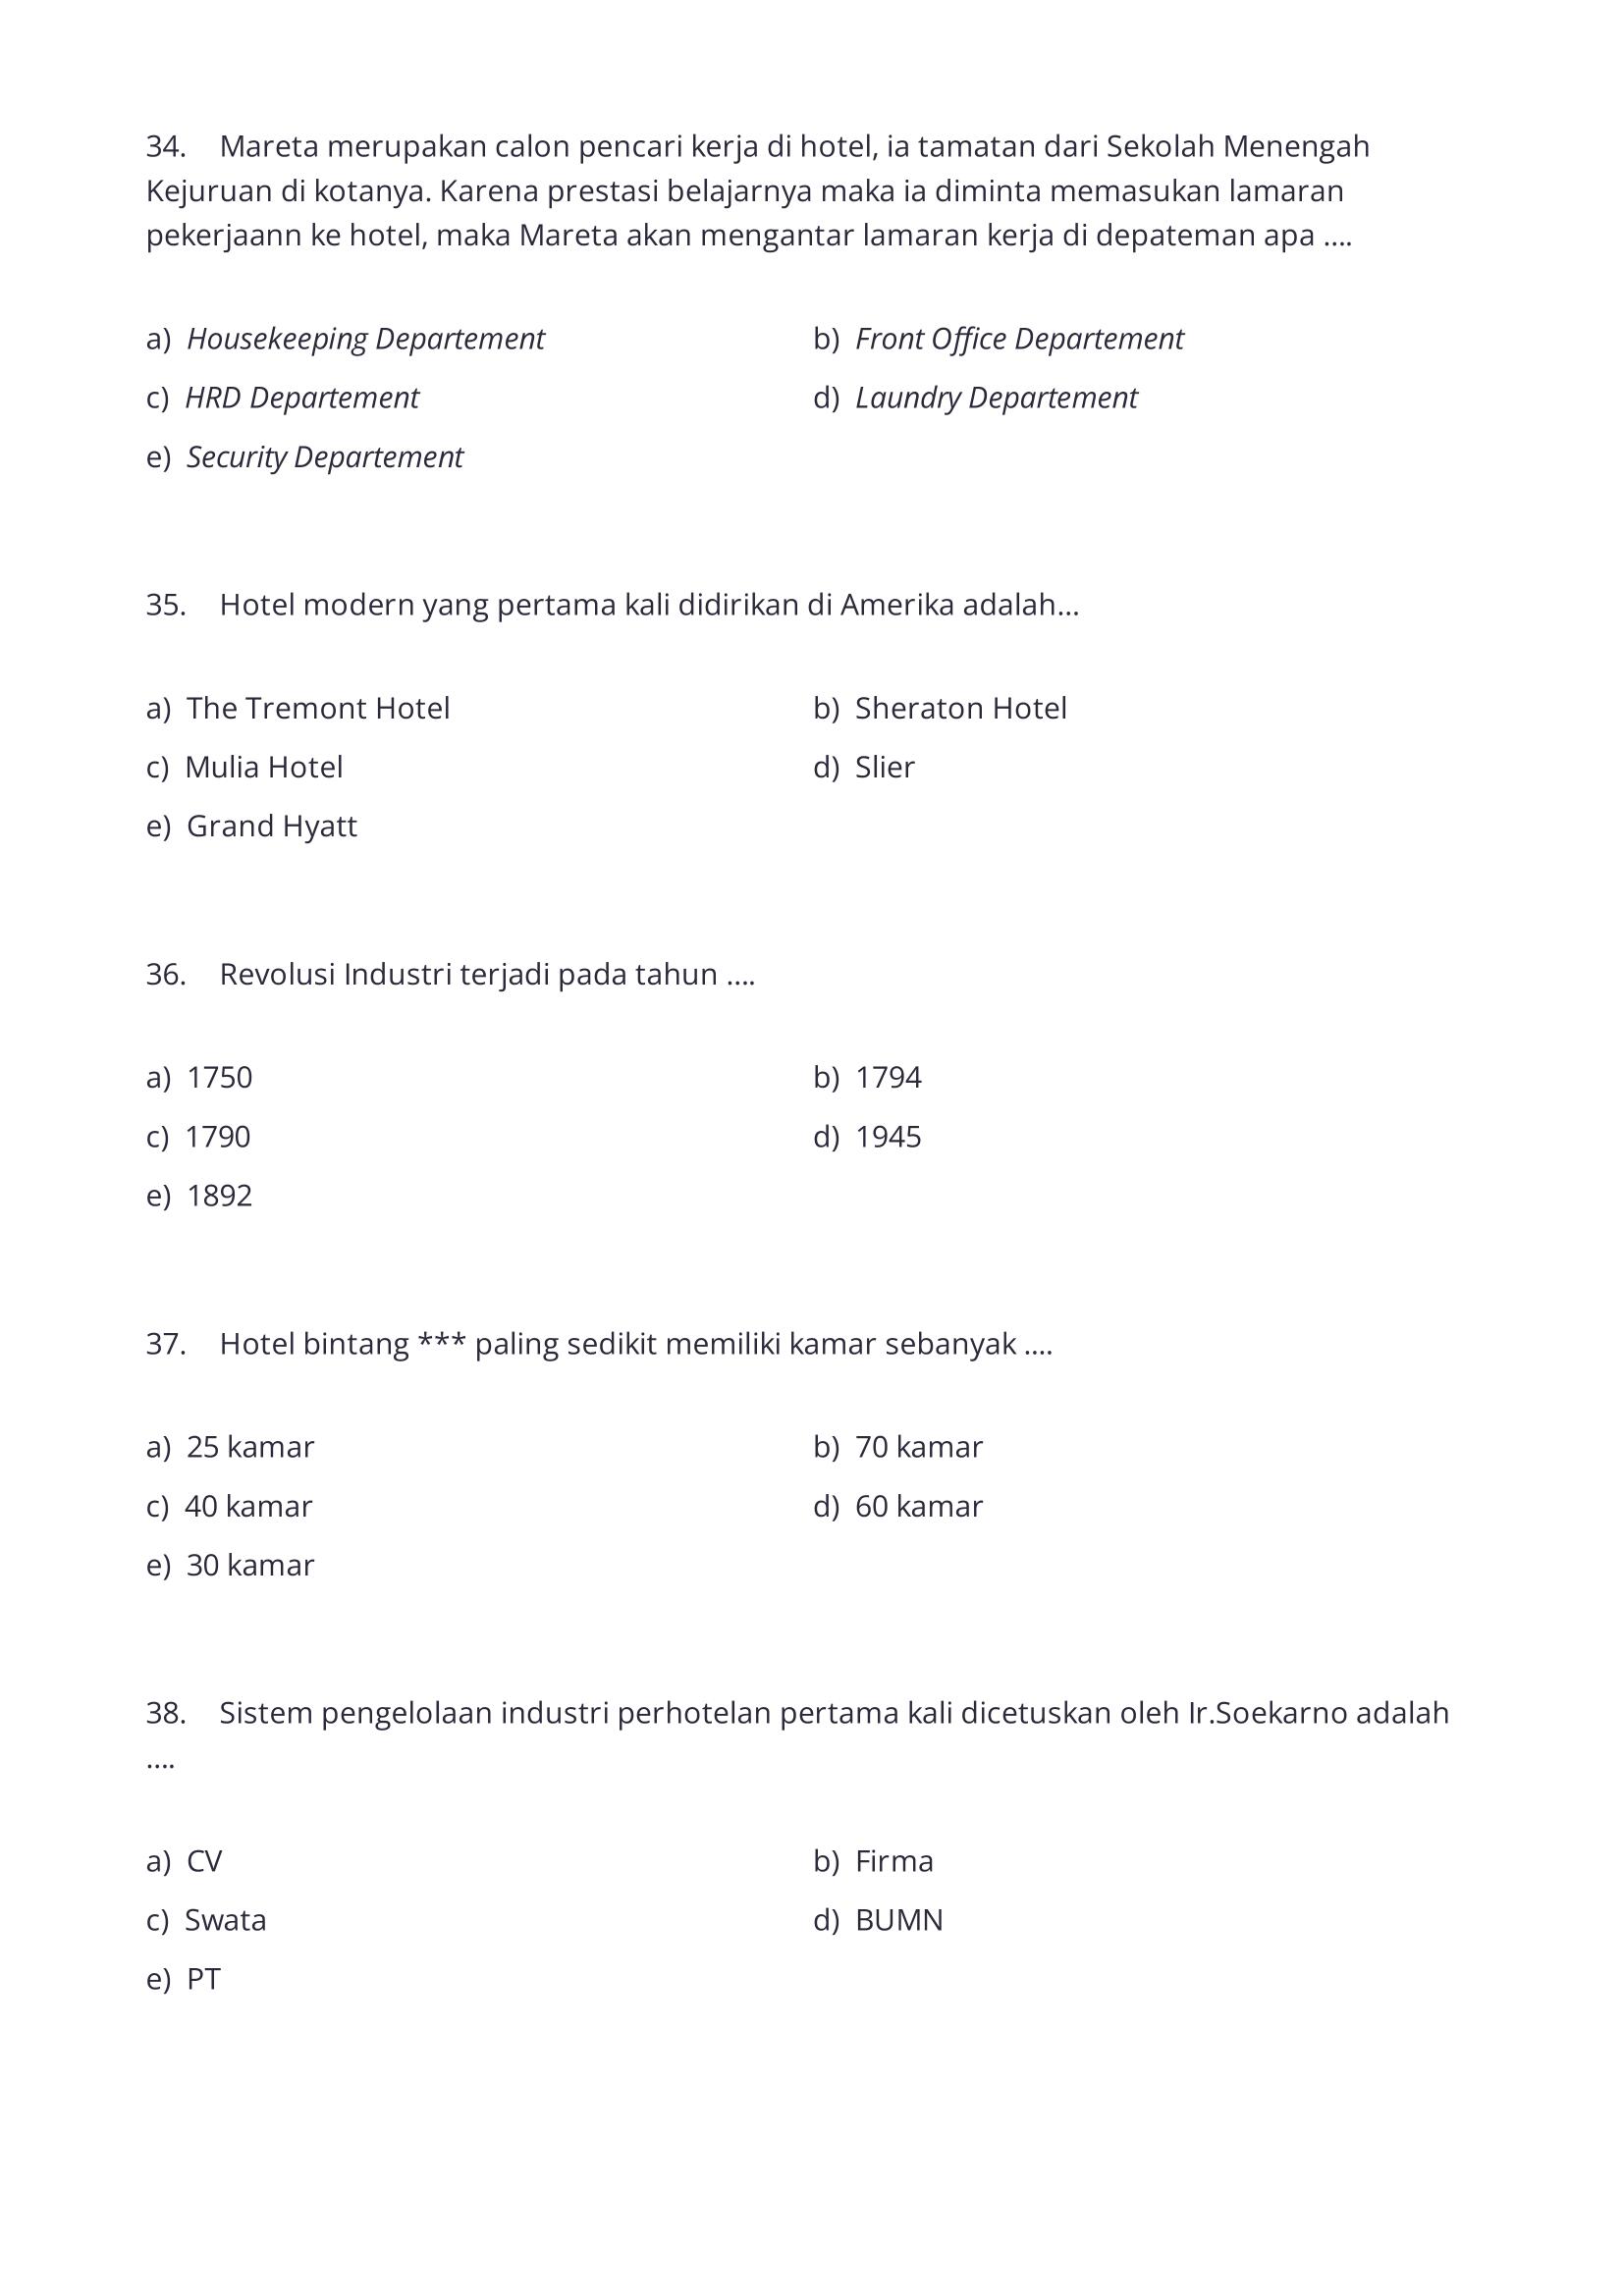 34. Mareta merupakan calon pencari kerja di hotel, ia tamatan dari Sekolah Menengah
Kejuruan di kotanya. Karena prestasi belajarnya maka ia diminta memasukan lamaran
pekerjaann ke hotel, maka Mareta akan mengantar lamaran kerja di depateman apa ....
a) Housekeeping Departement
b) Front Office Departement
c) HRD Departement
d) Laundry Departement
e) Security Departement
35. Hotel modern yang pertama kali didirikan di Amerika adalah...
a) The Tremont Hotel
b) Sheraton Hotel
c) Mulia Hotel
d) Slier
e) Grand Hyatt
36. Revolusi Industri terjadi pada tahun ....
a) 1750
b) 1794
c) 1790
d) 1945
e) 1892
37. Hotel bintang *** paling sedikit memiliki kamar sebanyak ....
a) 25 kamar
b) 70 kamar
c) 40 kamar
d) 60 kamar
e) 30 kamar
38. Sistem pengelolaan industri perhotelan pertama kali dicetuskan oleh Ir.Soekarno adalah
....
a) CV
b) Firma
c) Swata
d) BUMN
e) PT